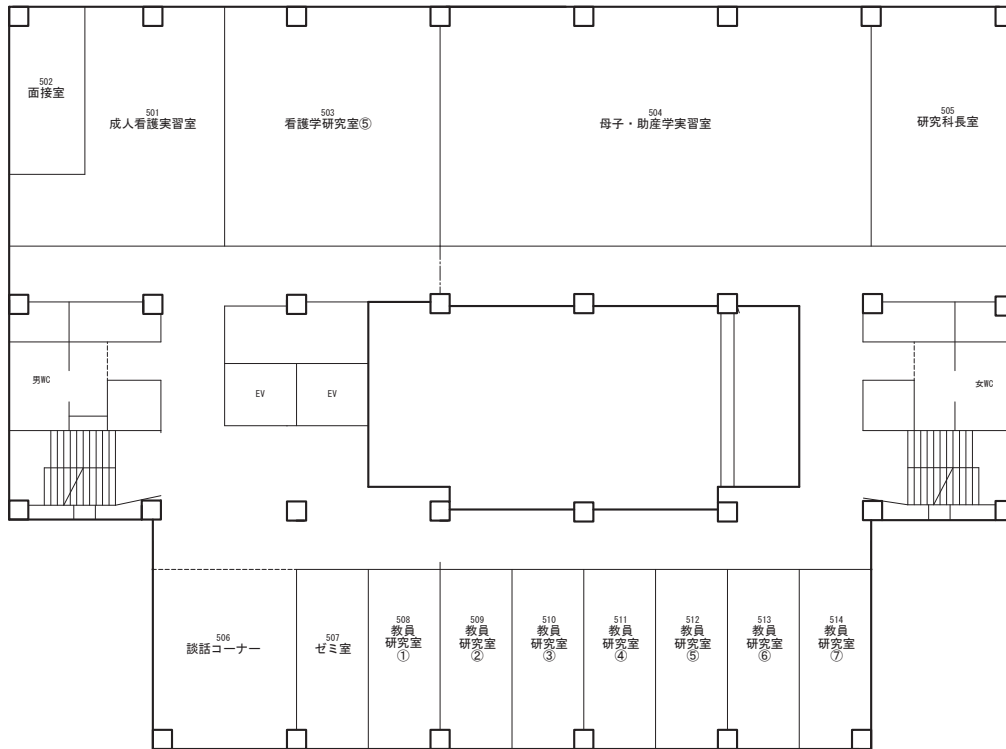 502
面接室
501
成人看護実習室
503
看護学研究室⑤
504
母子・助産学実習室
505
研究科長室
男WC
EV
EV
女WC
506
談話コーナー
507
ゼミ室
508
教員
研究室
①
509
教員
研究室
②
510
教員
研究室
③
511
教員
研究室
④
512
教員
研究室
⑤
513
教員
研究室
⑥
514
教員
研究室
⑦